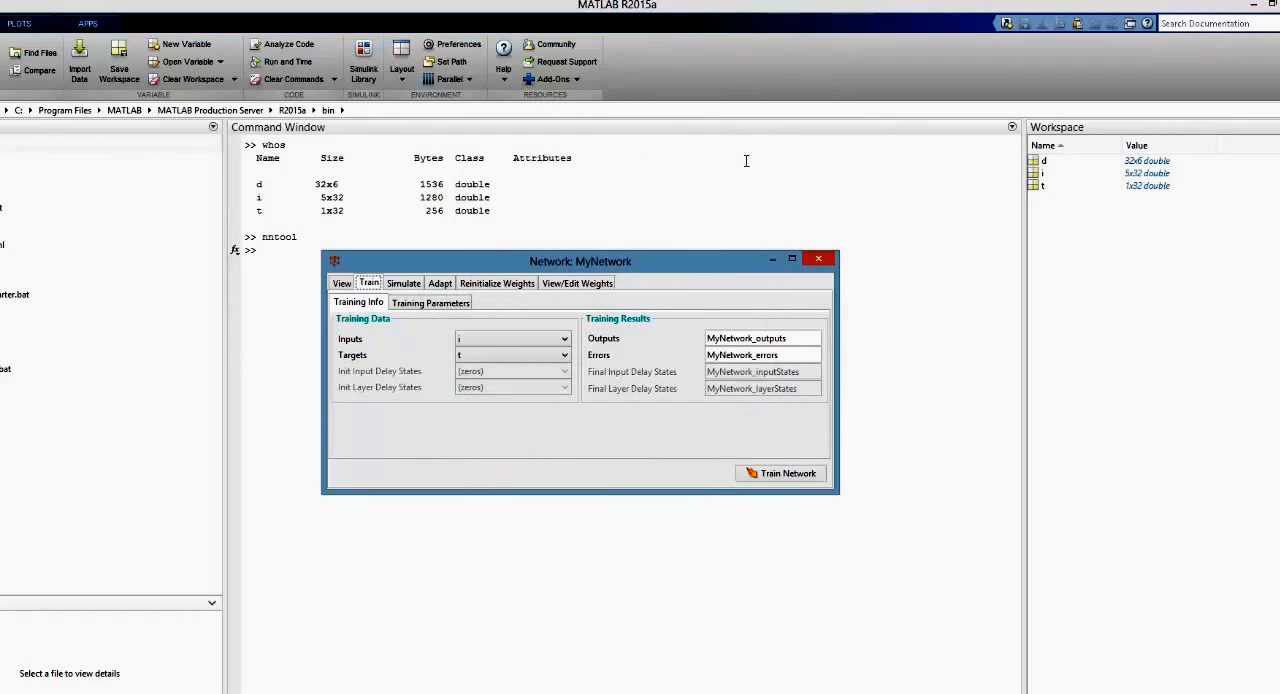 MATLAB R2015a
PLOTS APPS
Search Documentation
Find Files
Compare
Import Data
Save Workspace
New Variable
Open Variable
Clear Workspace
VARIABLE
Analyze Code
Run and Time
Clear Commands
CODE
Simulink Library
SIMULINK
Layout
Preferences
Set Path
Parallel
ENVIRONMENT
Help
Community
Request Support
Add-Ons
RESOURCES
C: Program Files MATLAB MATLAB Production Server R2015a bin
Command Window
>> whos
Name Size Bytes Class Attributes
d 32x6 1536 double
i 5x32 1280 double
t 1x32 256 double
>> nntool
fx >>
Workspace
Name Value
d 32x6 double
i 5x32 double
t 1x32 double
Network: MyNetwork
View Train Simulate Adapt Reinitialize Weights View/Edit Weights
Training Info Training Parameters
Training Data
Inputs i
Targets t
Init Input Delay States (zeros)
Init Layer Delay States (zeros)
Training Results
Outputs MyNetwork_outputs
Errors MyNetwork_errors
Final Input Delay States MyNetwork_inputStates
Final Layer Delay States MyNetwork_layerStates
Train Network
t
nl
rter.bat
bat
Select a file to view details